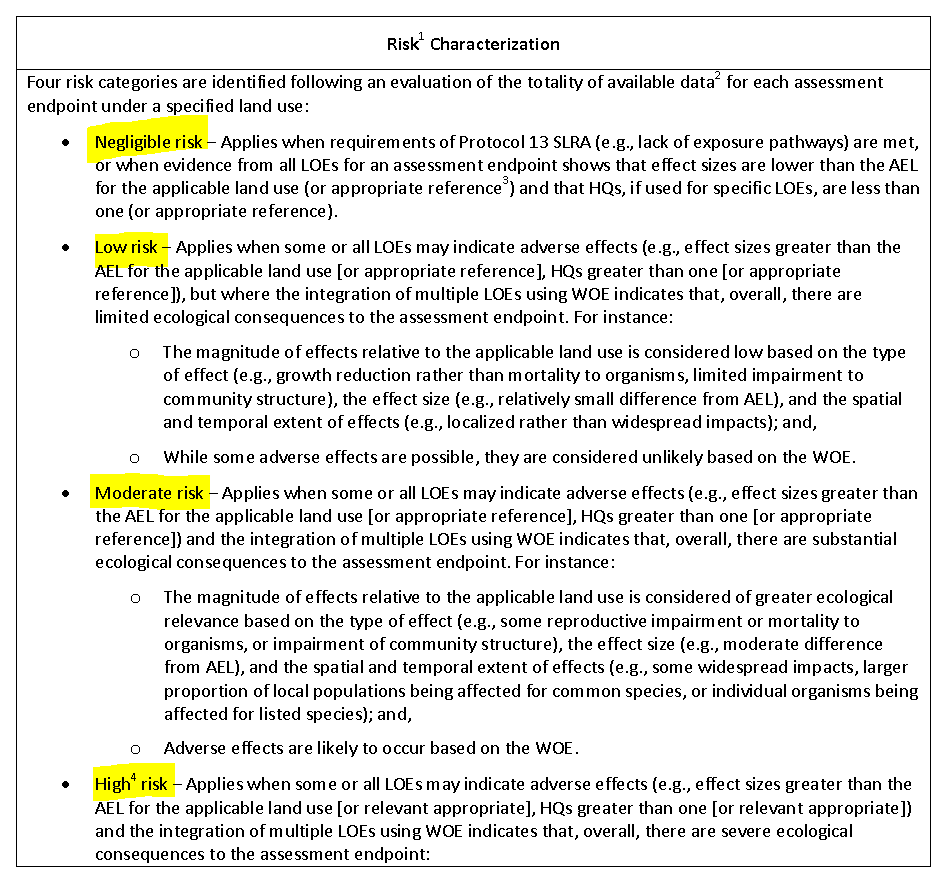 Risk1 Characterization
Four risk categories are identified following an evaluation of the totality of available data2 for each assessment
endpoint under a specified land use:
• Negligible risk – Applies when requirements of Protocol 13 SLRA (e.g., lack of exposure pathways) are met,
or when evidence from all LOEs for an assessment endpoint shows that effect sizes are lower than the AEL
for the applicable land use (or appropriate reference3) and that HQs, if used for specific LOEs, are less than
one (or appropriate reference).
• Low risk – Applies when some or all LOEs may indicate adverse effects (e.g., effect sizes greater than the
AEL for the applicable land use [or appropriate reference], HQs greater than one [or appropriate
reference]), but where the integration of multiple LOEs using WOE indicates that, overall, there are
limited ecological consequences to the assessment endpoint. For instance:
o The magnitude of effects relative to the applicable land use is considered low based on the type
of effect (e.g., growth reduction rather than mortality to organisms, limited impairment to
community structure), the effect size (e.g., relatively small difference from AEL), and the spatial
and temporal extent of effects (e.g., localized rather than widespread impacts); and,
o While some adverse effects are possible, they are considered unlikely based on the WOE.
• Moderate risk – Applies when some or all LOEs may indicate adverse effects (e.g., effect sizes greater than
the AEL for the applicable land use [or appropriate reference], HQs greater than one [or appropriate
reference]) and the integration of multiple LOEs using WOE indicates that, overall, there are substantial
ecological consequences to the assessment endpoint. For instance:
o The magnitude of effects relative to the applicable land use is considered of greater ecological
relevance based on the type of effect (e.g., some reproductive impairment or mortality to
organisms, or impairment of community structure), the effect size (e.g., moderate difference
from AEL), and the spatial and temporal extent of effects (e.g., some widespread impacts, larger
proportion of local populations being affected for common species, or individual organisms being
affected for listed species); and,
o Adverse effects are likely to occur based on the WOE.
• High4 risk – Applies when some or all LOEs may indicate adverse effects (e.g., effect sizes greater than the
AEL for the applicable land use [or relevant appropriate], HQs greater than one [or relevant appropriate])
and the integration of multiple LOEs using WOE indicates that, overall, there are severe ecological
consequences to the assessment endpoint: